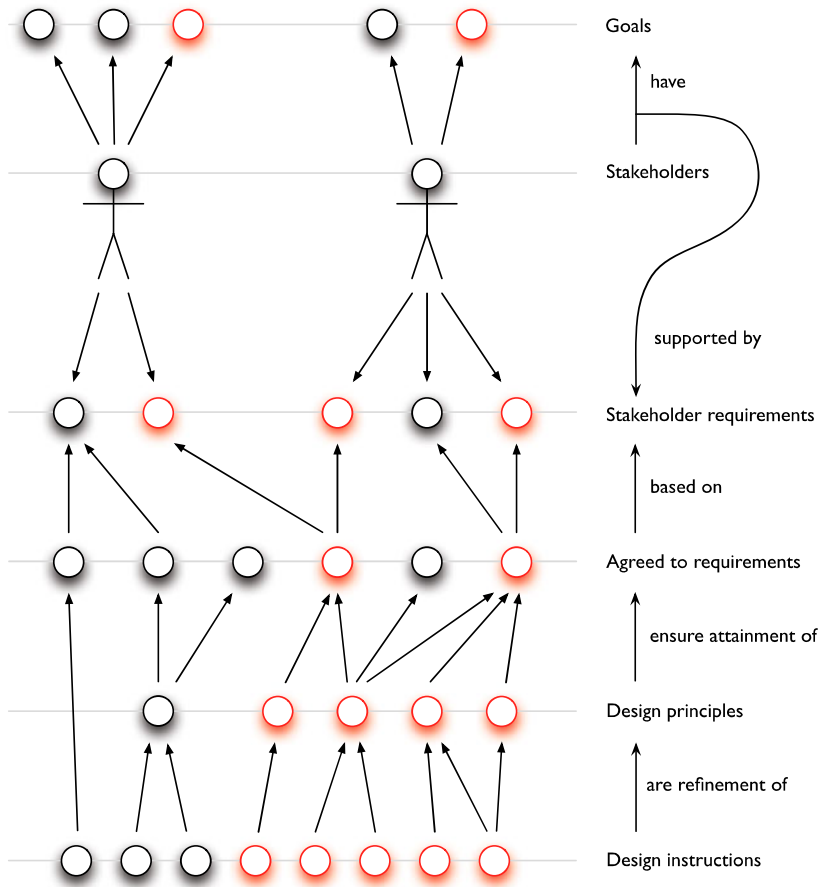 Goals
have
Stakeholders
supported by
Stakeholder requirements
based on
Agreed to requirements
ensure attainment of
Design principles
are refinement of
Design instructions